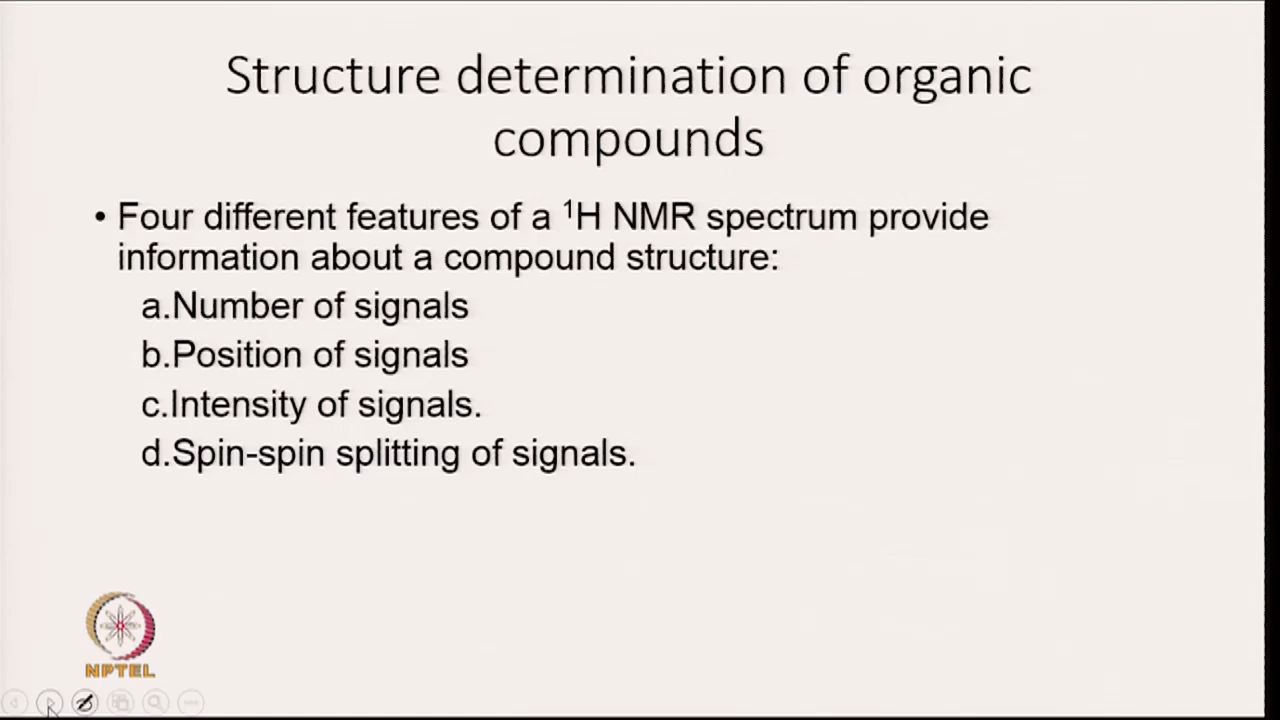 Structure determination of organic
compounds
• Four different features of a ¹H NMR spectrum provide
information about a compound structure:
a.Number of signals
b.Position of signals
c.Intensity of signals.
d.Spin-spin splitting of signals.
NPTEL